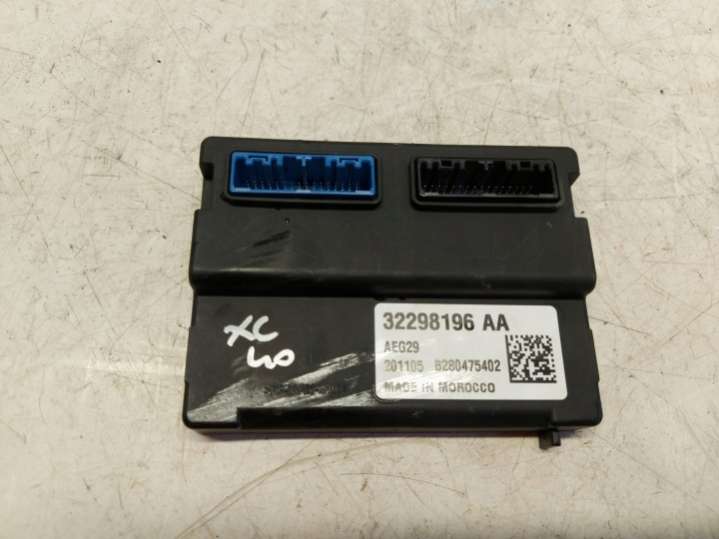 32298196 AA
AEG29
201105 B280475402
MADE IN MOROCCO
XC
40